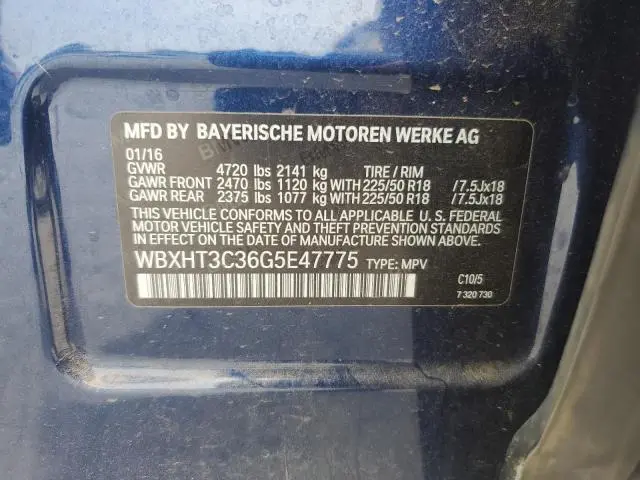 MFD BY BAYERISCHE MOTOREN WERKE AG
01/16
GVWR 4720 lbs 2141 kg TIRE / RIM
GAWR FRONT 2470 lbs 1120 kg WITH 225/50 R18 /7.5Jx18
GAWR REAR 2375 lbs 1077 kg WITH 225/50 R18 /7.5Jx18
THIS VEHICLE CONFORMS TO ALL APPLICABLE U. S. FEDERAL
MOTOR VEHICLE SAFETY, BUMPER, AND THEFT PREVENTION
STANDARDS IN EFFECT ON THE DATE OF MANUFACTURE SHOWN ABOVE.
WBXHT3C36G5E47775 TYPE: MPV
C10/5
7 320 730